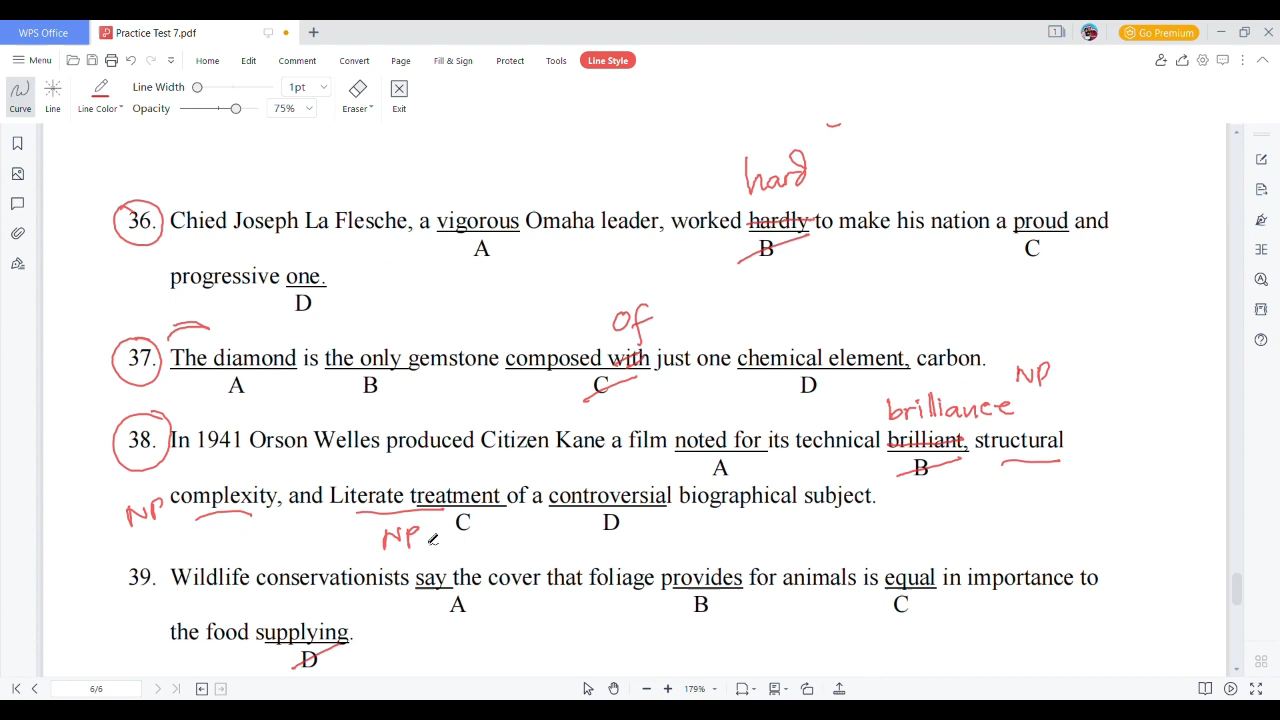 WPS Office Practice Test 7.pdf + 1 Go Premium
Menu Home Edit Comment Convert Page Fill & Sign Protect Tools Line Style
Line Width 1pt
Curve Line Line Color Opacity 75% Eraser Exit
hard
36. Chied Joseph La Flesche, a vigorous Omaha leader, worked hardly to make his nation a proud and
A B C
progressive one.
D
of
37. The diamond is the only gemstone composed with just one chemical element, carbon.
A B C D
NP
brilliance
38. In 1941 Orson Welles produced Citizen Kane a film noted for its technical brilliant, structural
A B
NP complexity, and Literate treatment of a controversial biographical subject.
C D
NP
39. Wildlife conservationists say the cover that foliage provides for animals is equal in importance to
A B C
the food supplying.
D
6/6 179%